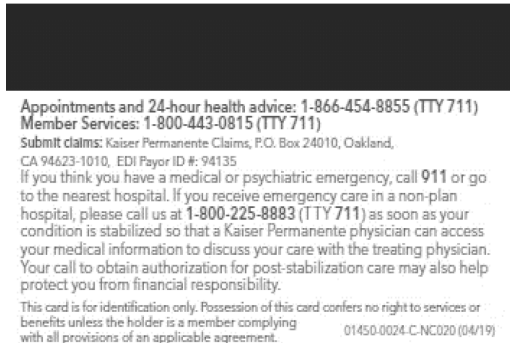 Appointments and 24-hour health advice: 1-866-454-8855 (TTY 711)
Member Services: 1-800-443-0815 (TTY 711)
Submit claims: Kaiser Permanente Claims, P.O. Box 24010, Oakland,
CA 94623-1010, EDI Payor ID #: 94135
If you think you have a medical or psychiatric emergency, call 911 or go
to the nearest hospital. If you receive emergency care in a non-plan
hospital, please call us at 1-800-225-8883 (TTY 711) as soon as your
condition is stabilized so that a Kaiser Permanente physician can access
your medical information to discuss your care with the treating physician.
Your call to obtain authorization for post-stabilization care may also help
protect you from financial responsibility.
This card is for identification only. Possession of this card confers no right to services or
benefits unless the holder is a member complying
with all provisions of an applicable agreement.
01450-0024-C-NC020 (04/19)